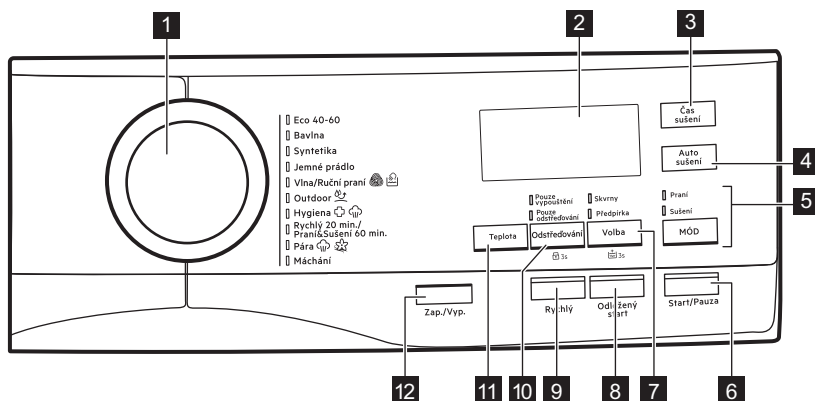 1
2
3
4
5
6
7
8
9
10
11
12
Eco 40-60
Bavlna
Syntetika
Jemné prádlo
Vlna/Ruční praní
Outdoor
Hygiena
Rychlý 20 min./
Praní&Sušení 60 min.
Pára
Máchání
Čas
sušení
Auto
sušení
Pouze
vypouštění
Skvrny
Pouze
odstřeďování
Předpírka
Praní
Sušení
Teplota
Odstřeďování
Volba
MÓD
3s
3s
Zap./Vyp.
Rychlý
Odložený
start
Start/Pauza